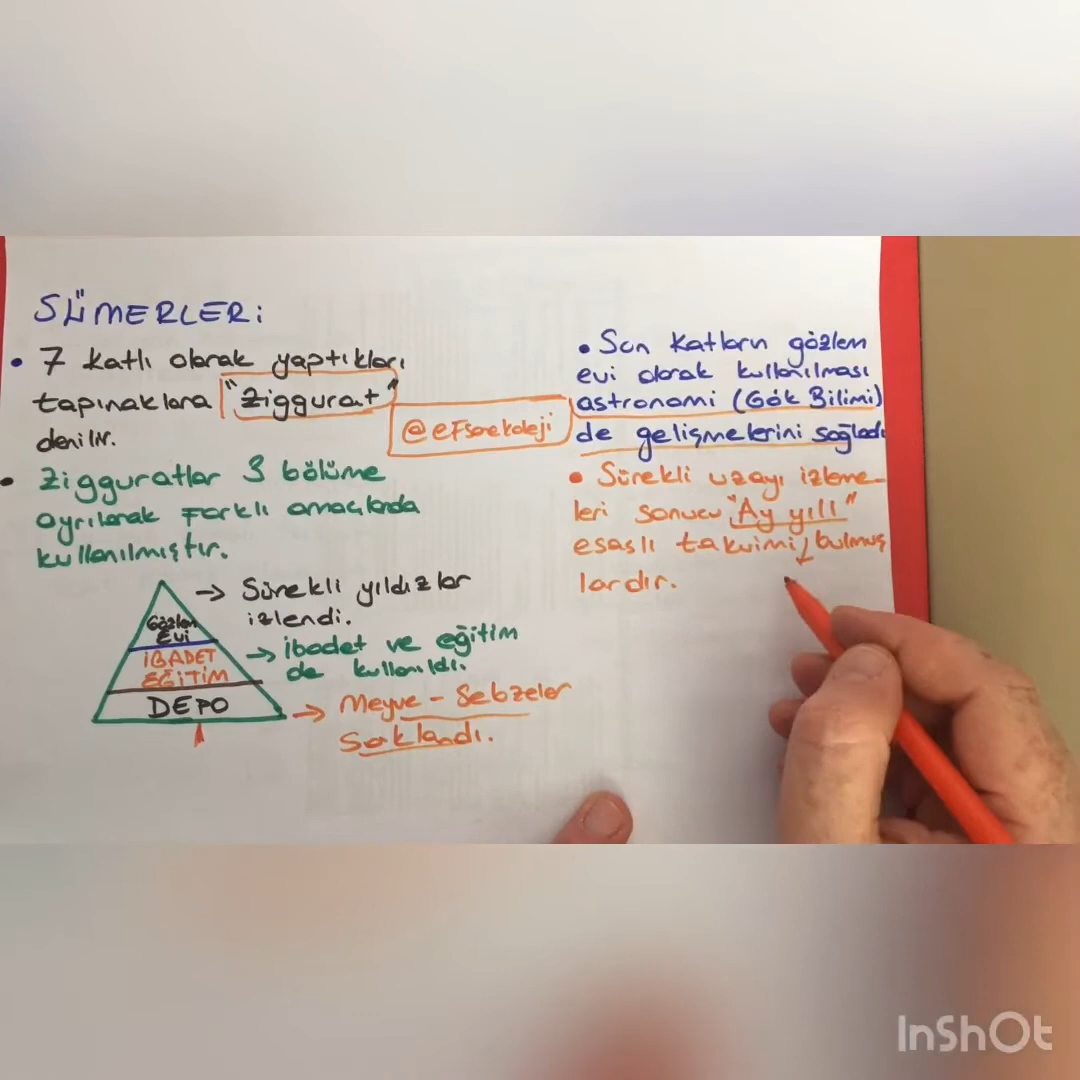 SÜMERLER:
• 7 katlı olarak yaptıkları
tapınaklara "Ziggurat"
denilir.
@efsanekoleji
• Zigguratlar 3 bölüme
ayrılarak farklı amaçlarda
kullanılmıştır.
Gözlem
Evi
→ Sürekli yıldızlar
izlendi.
İBADET
EĞİTİM
→ ibadet ve eğitim
de kullanıldı.
DEPO
→ Meyve - Sebzeler
Saklandı.
• Son katların gözlem
evi olarak kullanılması
astronomi (Gök Bilimi)
de gelişmelerini sağladı
• Sürekli uzayı izleme-
leri sonucu "Ay yılı"
esaslı takvimi bulmuş
lardır.
InShOt